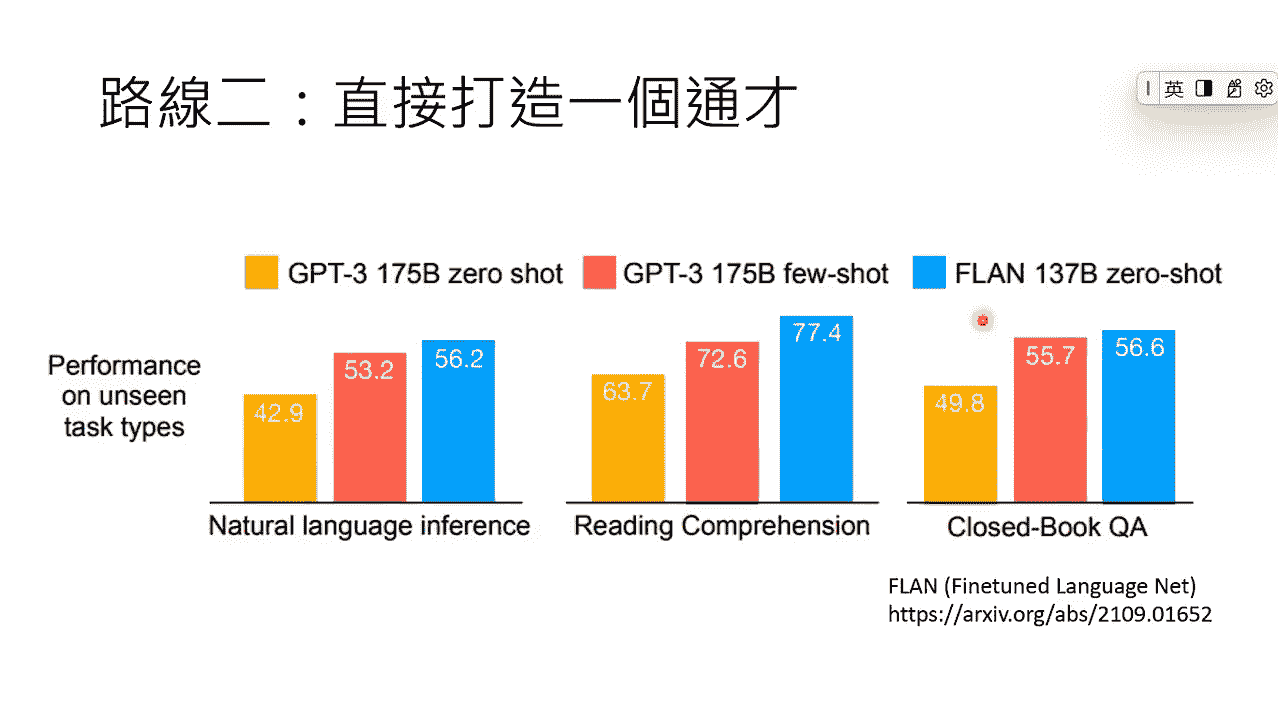 路線二：直接打造一個通才
英
GPT-3 175B zero shot
GPT-3 175B few-shot
FLAN 137B zero-shot
Performance
on unseen
task types
42.9
53.2
56.2
63.7
72.6
77.4
49.8
55.7
56.6
Natural language inference
Reading Comprehension
Closed-Book QA
FLAN (Finetuned Language Net)
https://arxiv.org/abs/2109.01652